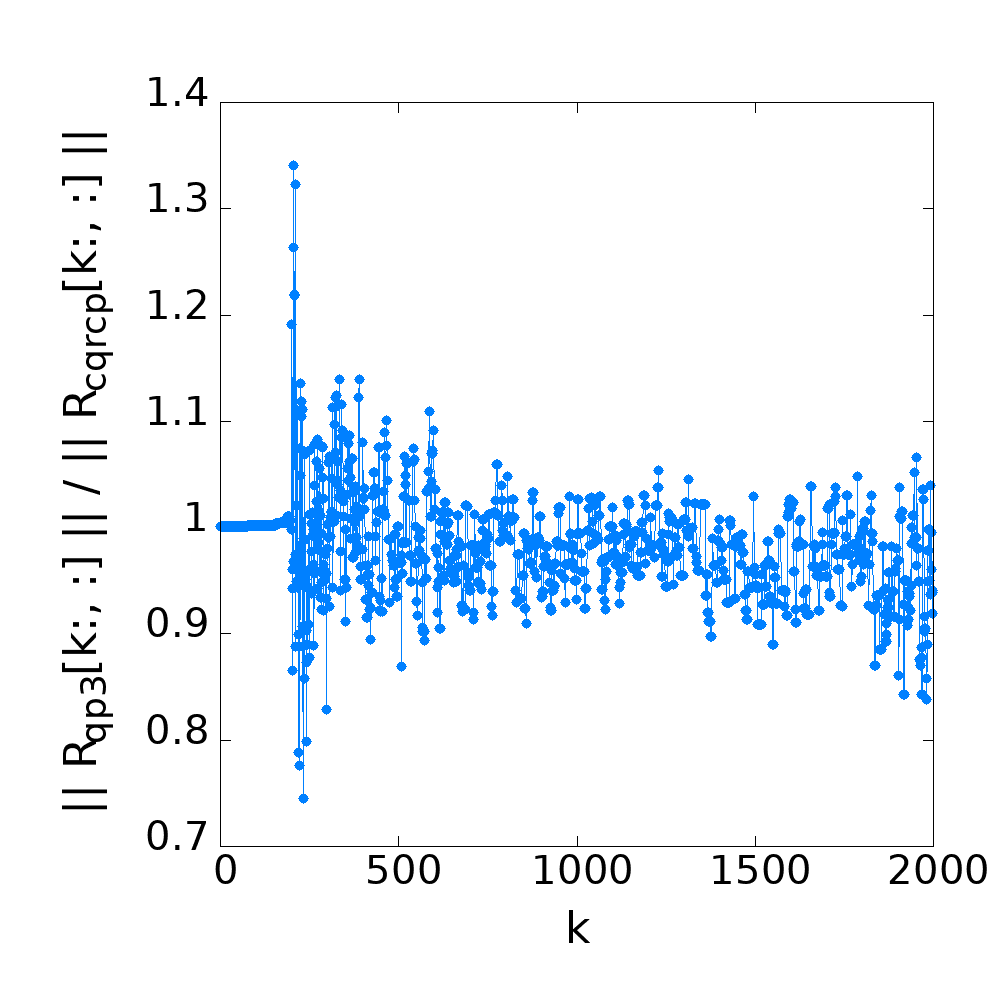 || R_qp3[k:, :] || / || R_cqrcp[k:, :] ||
1.4
1.3
1.2
1.1
1
0.9
0.8
0.7
0 500 1000 1500 2000
k